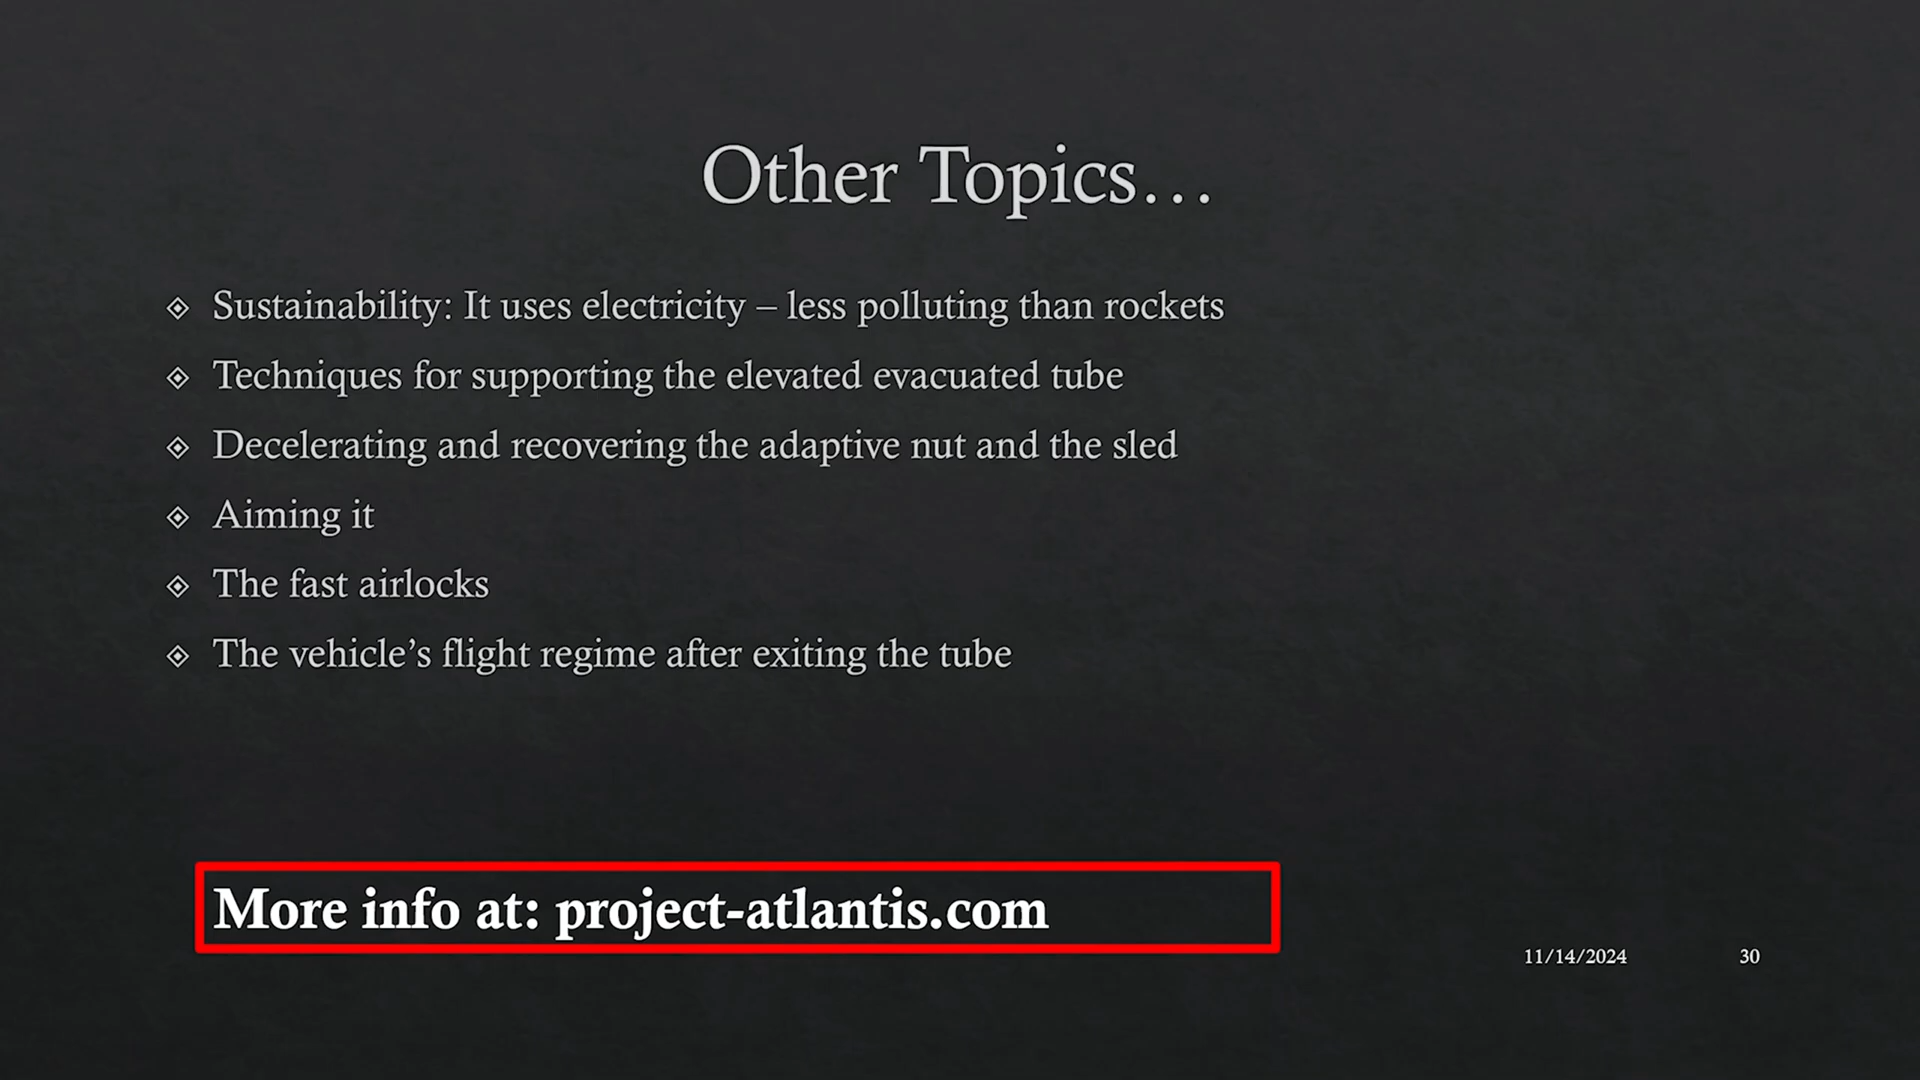 Other Topics…
Sustainability: It uses electricity – less polluting than rockets
Techniques for supporting the elevated evacuated tube
Decelerating and recovering the adaptive nut and the sled
Aiming it
The fast airlocks
The vehicle’s flight regime after exiting the tube
More info at: project-atlantis.com
11/14/2024 30